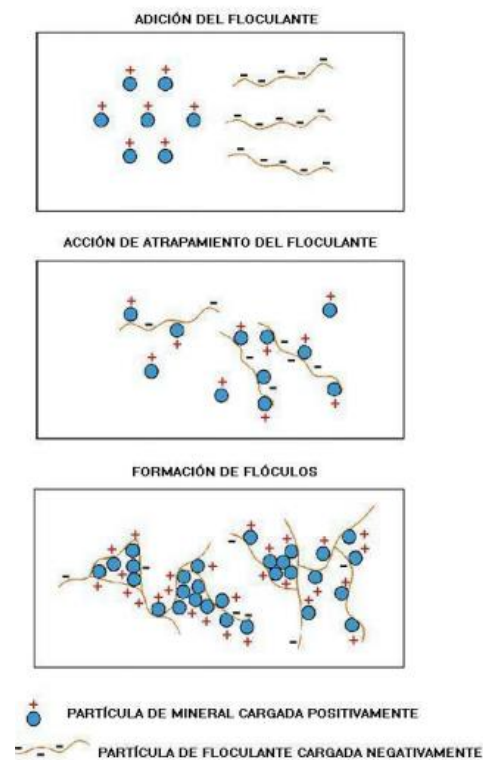 ADICIÓN DEL FLOCULANTE
ACCIÓN DE ATRAPAMIENTO DEL FLOCULANTE
FORMACIÓN DE FLÓCULOS
PARTÍCULA DE MINERAL CARGADA POSITIVAMENTE
PARTÍCULA DE FLOCULANTE CARGADA NEGATIVAMENTE